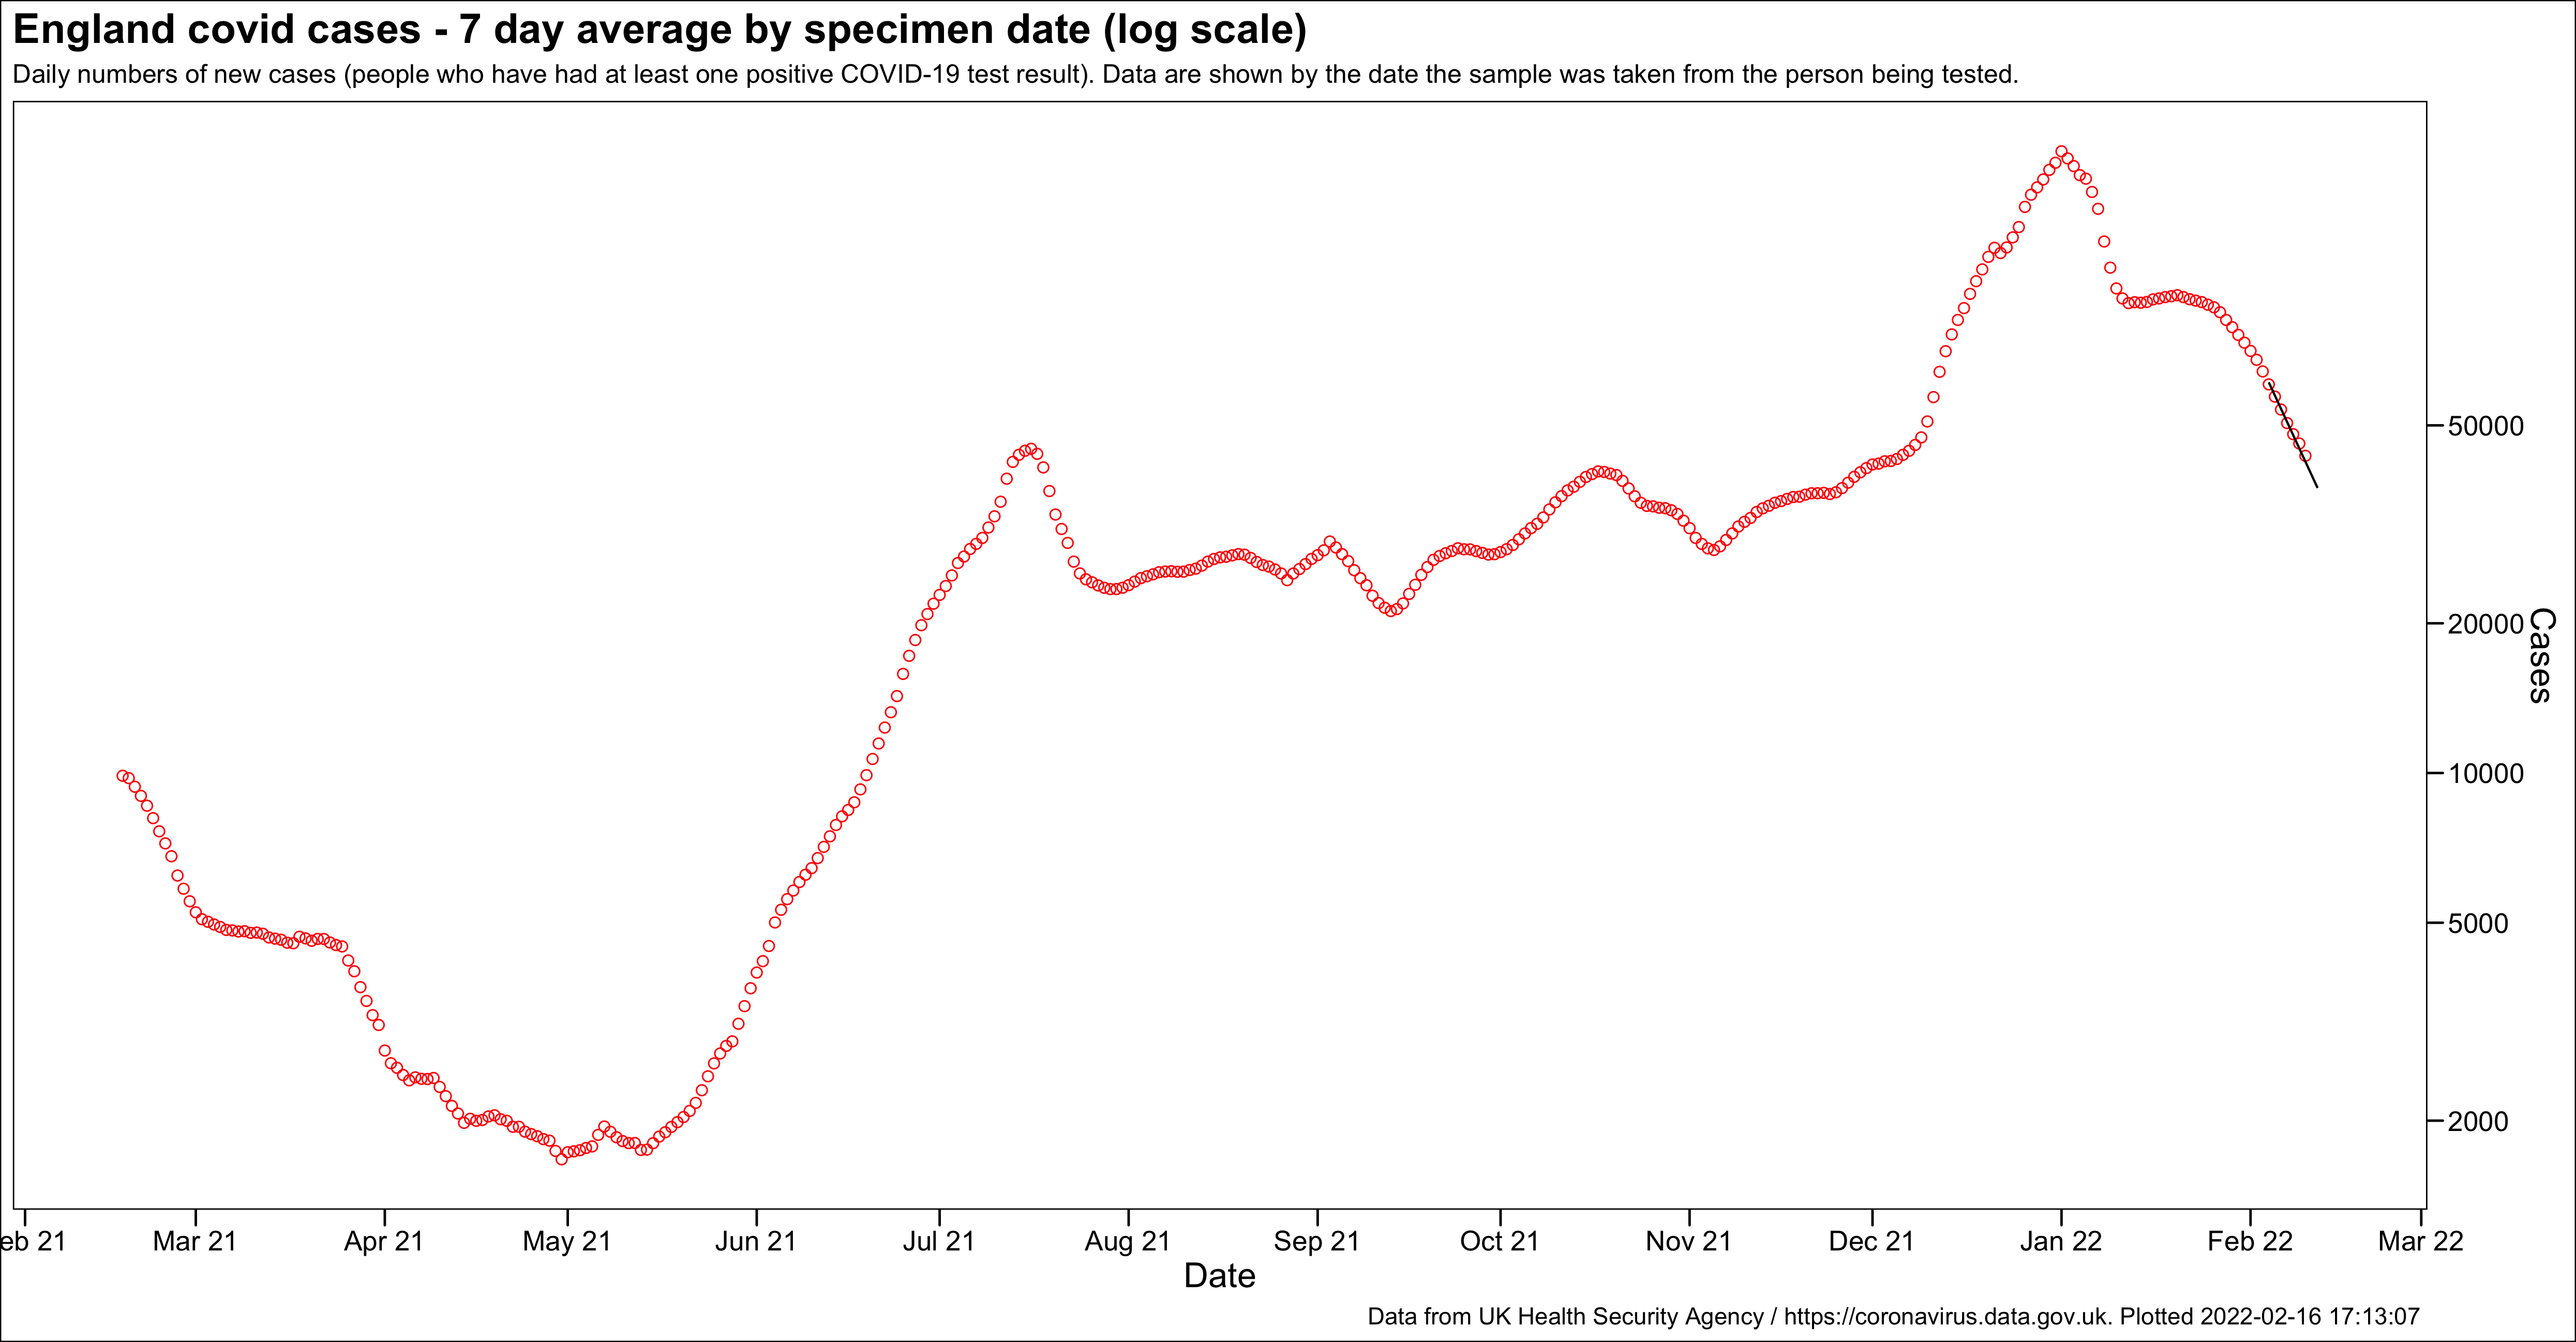 England covid cases - 7 day average by specimen date (log scale)
Daily numbers of new cases (people who have had at least one positive COVID-19 test result). Data are shown by the date the sample was taken from the person being tested.
50000
20000
10000
5000
2000
Cases
eb 21 Mar 21 Apr 21 May 21 Jun 21 Jul 21 Aug 21 Sep 21 Oct 21 Nov 21 Dec 21 Jan 22 Feb 22 Mar 22
Date
Data from UK Health Security Agency / https://coronavirus.data.gov.uk. Plotted 2022-02-16 17:13:07